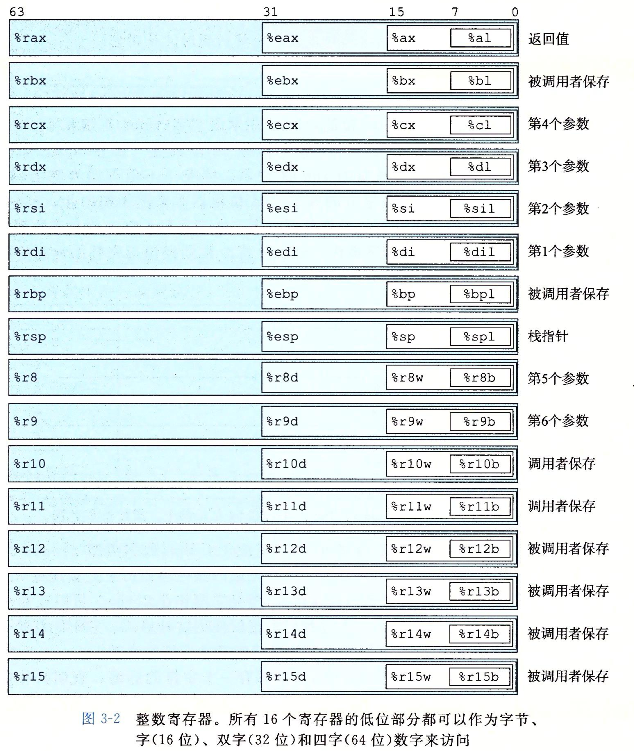 63 31 15 7 0
%rax %eax %ax %al 返回值
%rbx %ebx %bx %bl 被调用者保存
%rcx %ecx %cx %cl 第4个参数
%rdx %edx %dx %dl 第3个参数
%rsi %esi %si %sil 第2个参数
%rdi %edi %di %dil 第1个参数
%rbp %ebp %bp %bpl 被调用者保存
%rsp %esp %sp %spl 栈指针
%r8 %r8d %r8w %r8b 第5个参数
%r9 %r9d %r9w %r9b 第6个参数
%r10 %r10d %r10w %r10b 调用者保存
%r11 %r11d %r11w %r11b 调用者保存
%r12 %r12d %r12w %r12b 被调用者保存
%r13 %r13d %r13w %r13b 被调用者保存
%r14 %r14d %r14w %r14b 被调用者保存
%r15 %r15d %r15w %r15b 被调用者保存
图 3-2 整数寄存器。所有 16 个寄存器的低位部分都可以作为字节、
字(16 位)、双字(32 位)和四字(64 位)数字来访问